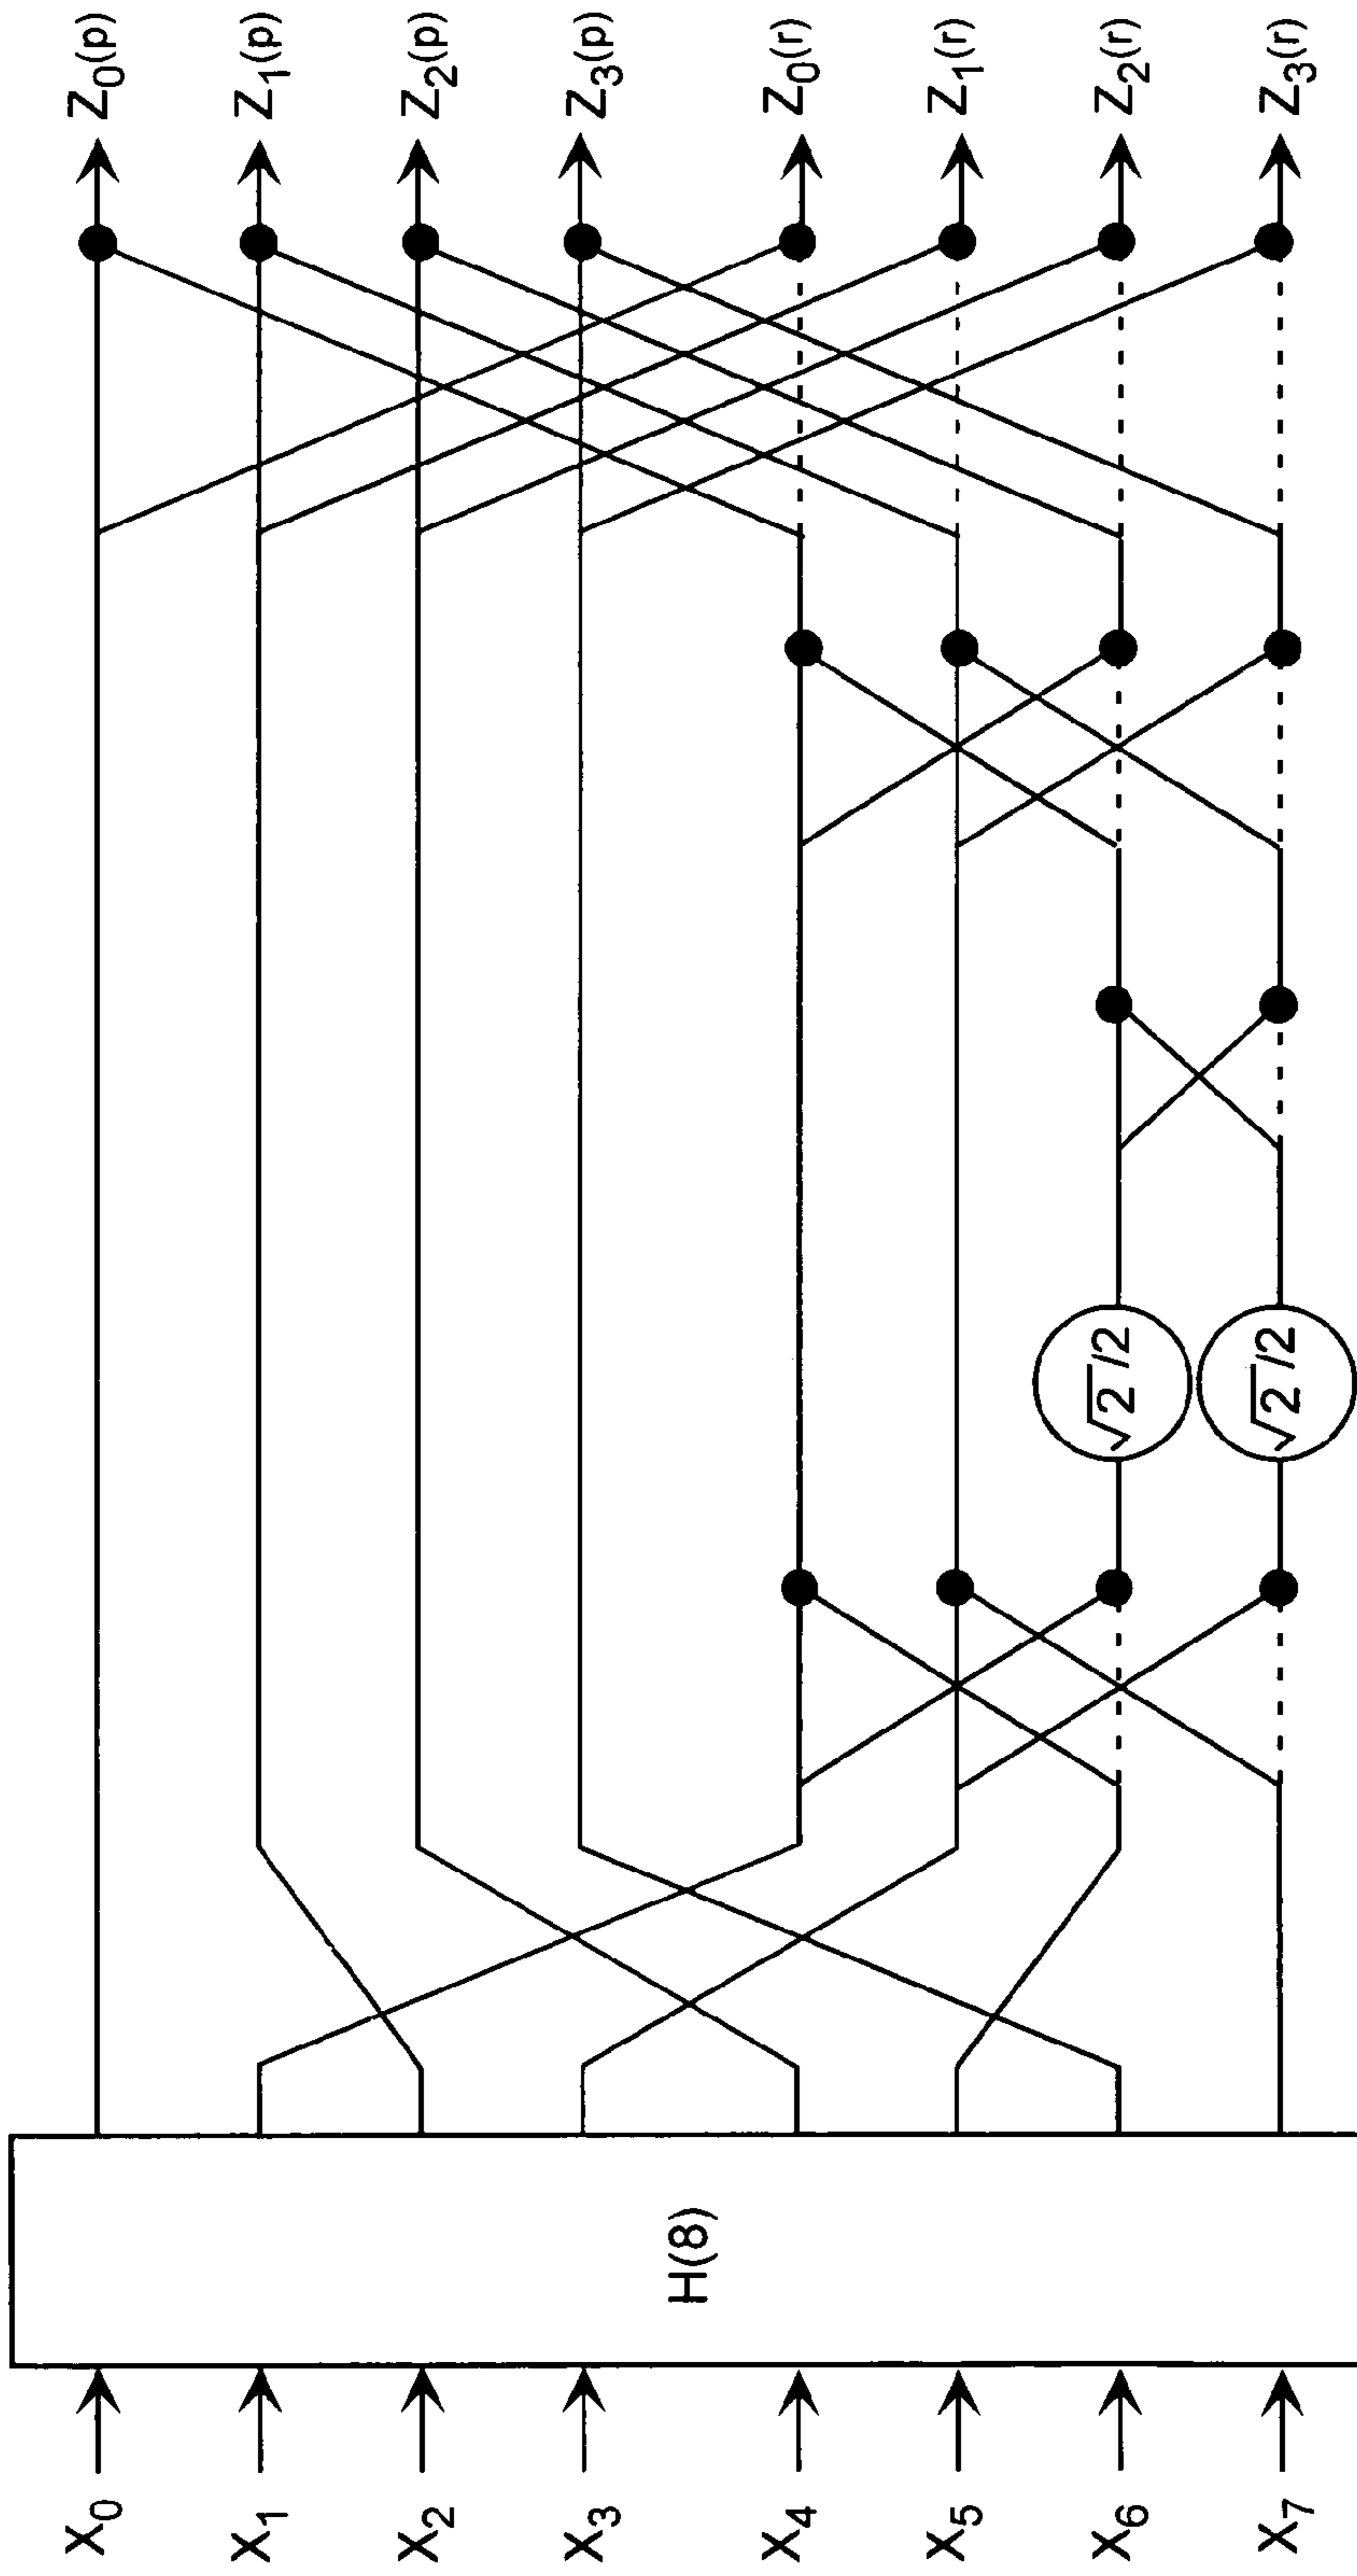 X₀
X₁
X₂
X₃
X₄
X₅
X₆
X₇
H(8)
√2/2
√2/2
Z₀(p)
Z₁(p)
Z₂(p)
Z₃(p)
Z₀(r)
Z₁(r)
Z₂(r)
Z₃(r)